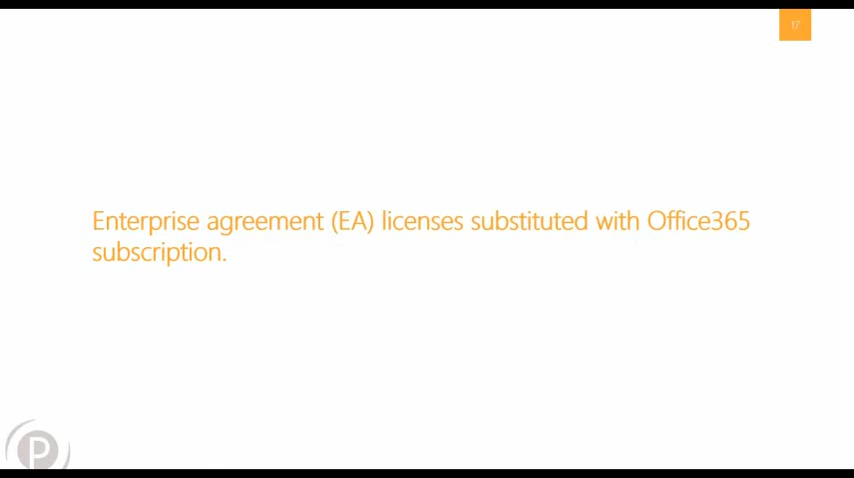 17
Enterprise agreement (EA) licenses substituted with Office365
subscription.
P